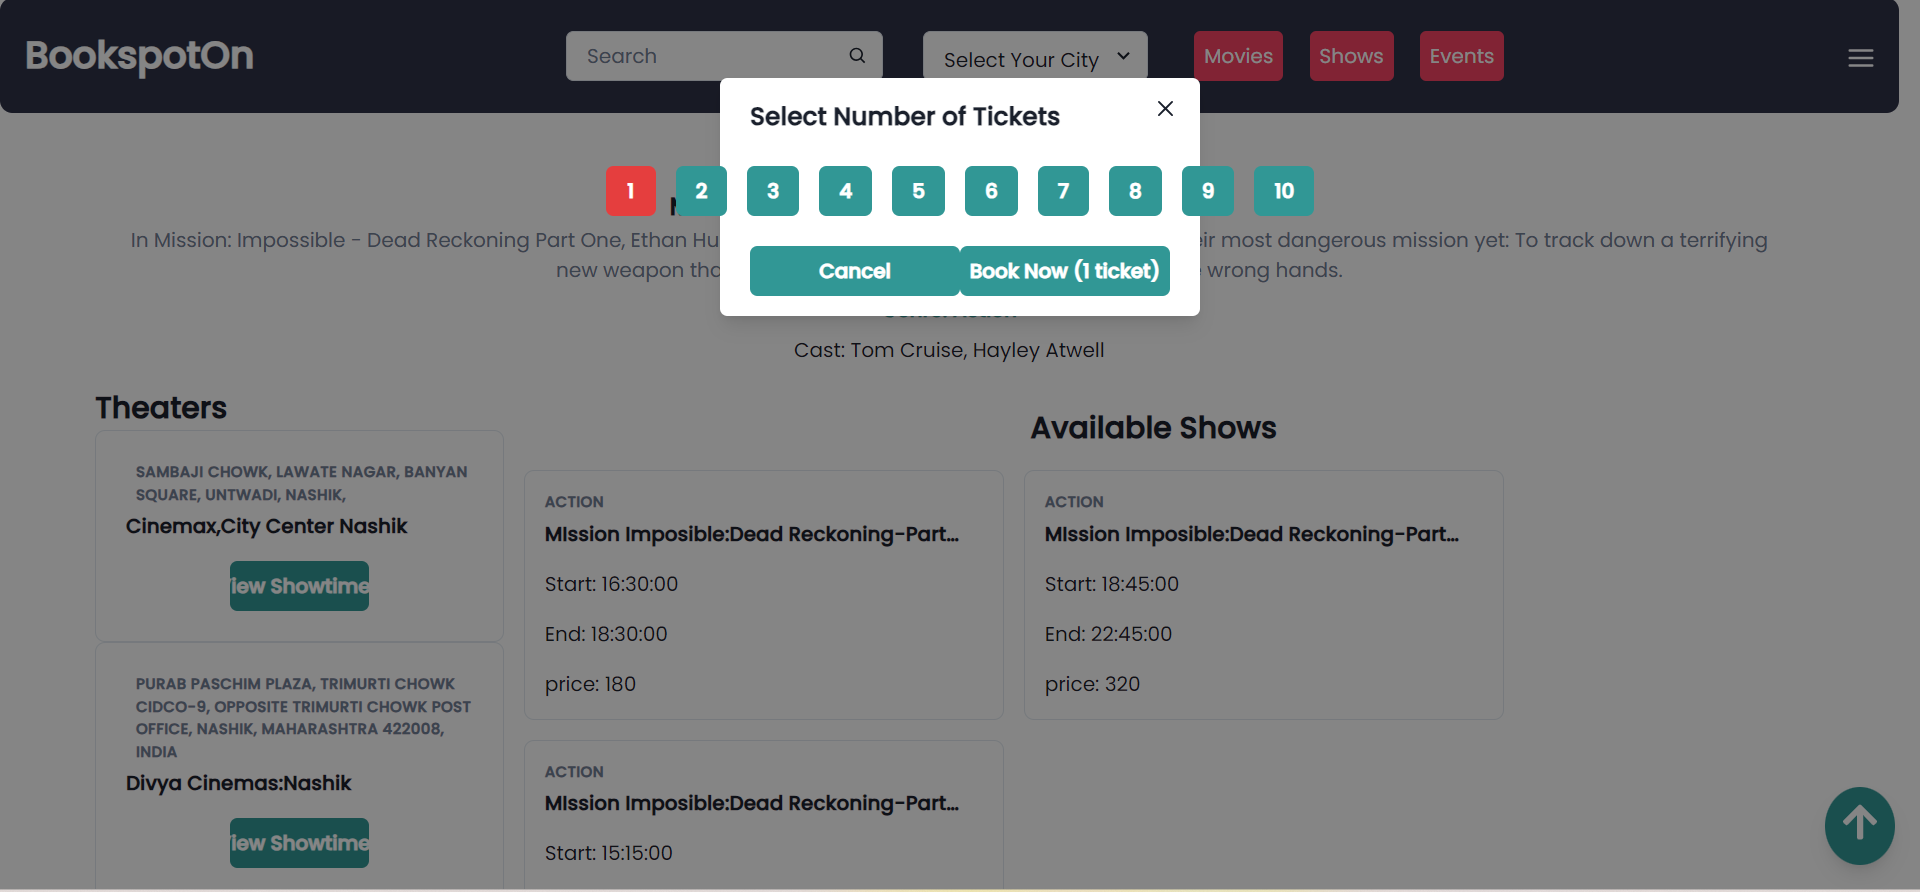 BookspotOn
Search
Select Your City
Movies
Shows
Events
Select Number of Tickets
1 2 3 4 5 6 7 8 9 10
Cancel
Book Now (1 ticket)
In Mission: Impossible - Dead Reckoning Part One, Ethan most dangerous mission yet: To track down a terrifying
new weapon wrong hands.
Cast: Tom Cruise, Hayley Atwell
Theaters
SAMBAJI CHOWK, LAWATE NAGAR, BANYAN
SQUARE, UNTWADI, NASHIK,
Cinemax,City Center Nashik
iew Showtime
PURAB PASCHIM PLAZA, TRIMURTI CHOWK
CIDCO-9, OPPOSITE TRIMURTI CHOWK POST
OFFICE, NASHIK, MAHARASHTRA 422008,
INDIA
Divya Cinemas:Nashik
iew Showtime
Available Shows
ACTION
MIssion Imposible:Dead Reckoning-Part...
Start: 16:30:00
End: 18:30:00
price: 180
ACTION
MIssion Imposible:Dead Reckoning-Part...
Start: 18:45:00
End: 22:45:00
price: 320
ACTION
MIssion Imposible:Dead Reckoning-Part...
Start: 15:15:00